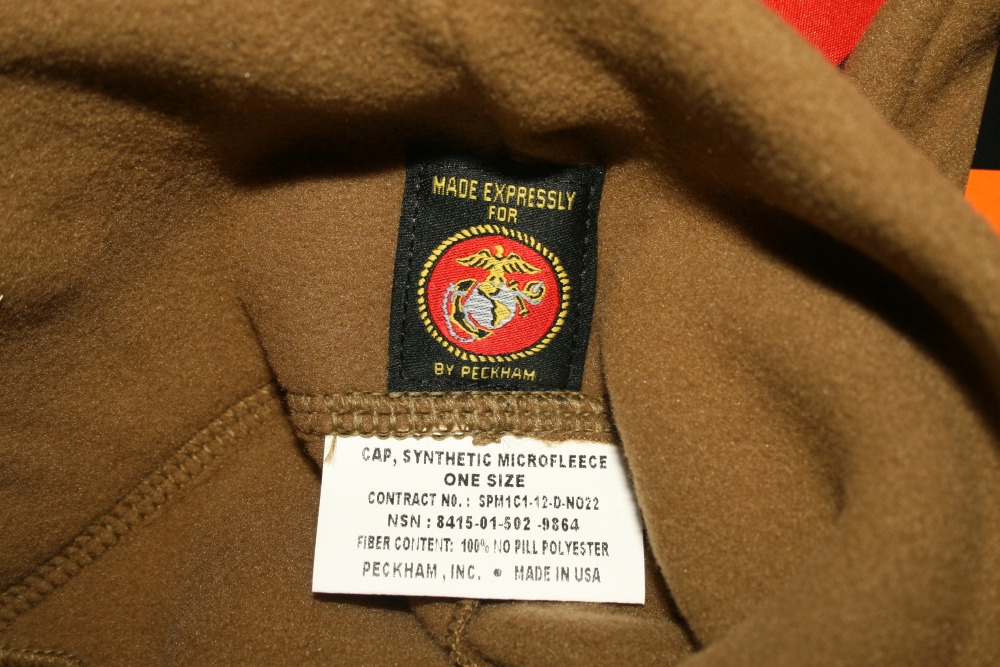 MADE EXPRESSLY
FOR
BY PECKHAM
CAP, SYNTHETIC MICROFLEECE
ONE SIZE
CONTRACT NO. : SPM1C1-12-D-NO22
NSN : 8415-01-502 -9864
FIBER CONTENT: 100% NO PILL POLYESTER
PECKHAM , INC. • MADE IN USA